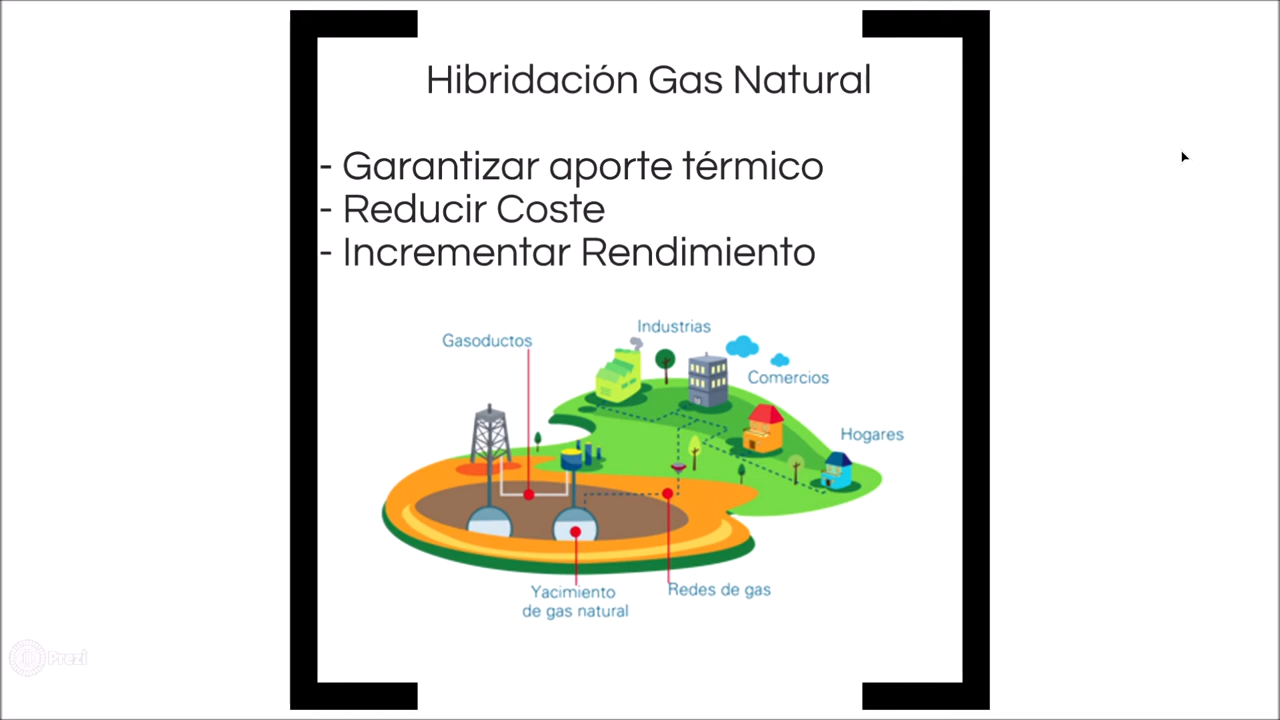 Hibridación Gas Natural
- Garantizar aporte térmico
- Reducir Coste
- Incrementar Rendimiento
Industrias
Gasoductos
Comercios
Hogares
Yacimiento
de gas natural
Redes de gas
Prezi